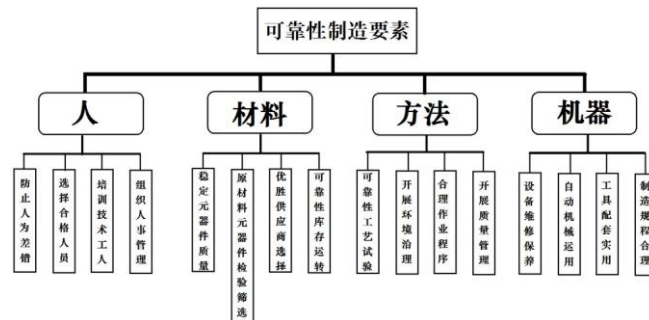 可靠性制造要素
人
材料
方法
机器
防止人为差错
选择合格人员
培训技术工人
组织人事管理
稳定元器件质量
原材料元器件检验筛选
优胜供应商选择
可靠性库存运转
可靠性工艺试验
开展环境治理
合理作业程序
开展质量管理
设备维修保养
自动机械运用
工具配套实用
制造规程合理